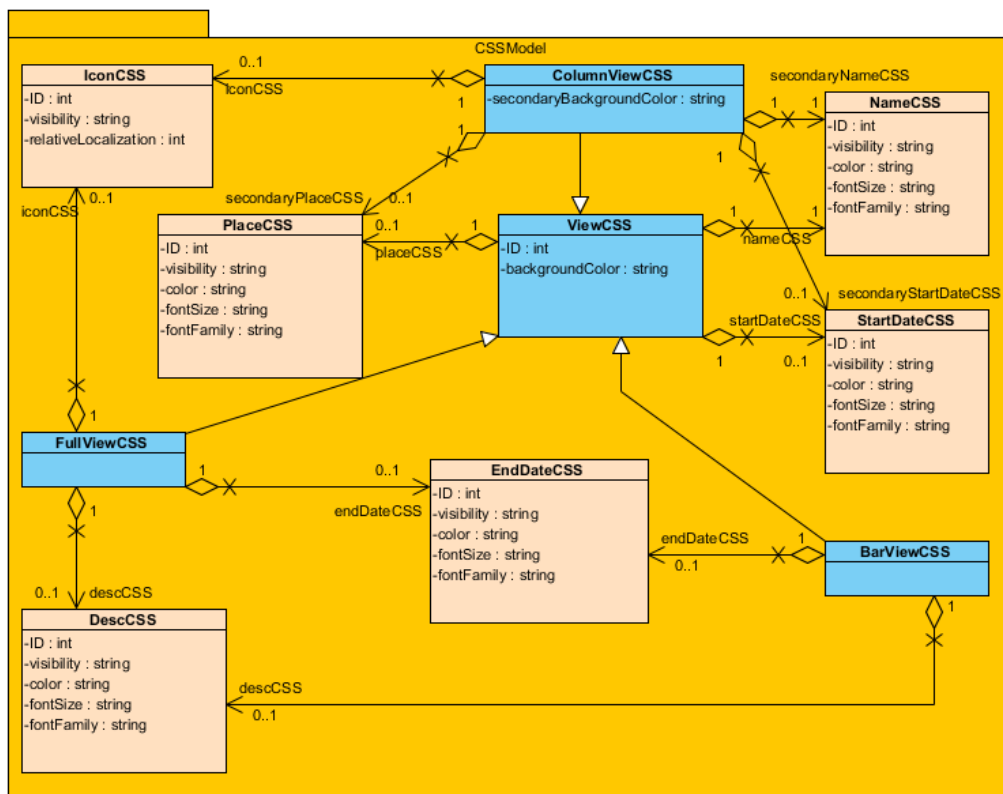 CSSModel
IconCSS
-ID : int
-visibility : string
-relativeLocalization : int
0..1
iconCSS
1
ColumnViewCSS
-secondaryBackgroundColor : string
1
1
1
secondaryNameCSS
1
NameCSS
-ID : int
-visibility : string
-color : string
-fontSize : string
-fontFamily : string
0..1
iconCSS
secondaryPlaceCSS
0..1
PlaceCSS
-ID : int
-visibility : string
-color : string
-fontSize : string
-fontFamily : string
0..1
placeCSS
1
ViewCSS
-ID : int
-backgroundColor : string
1
1
nameCSS
0..1
secondaryStartDateCSS
startDateCSS
1
0..1
StartDateCSS
-ID : int
-visibility : string
-color : string
-fontSize : string
-fontFamily : string
1
FullViewCSS
1
1
0..1
endDateCSS
EndDateCSS
-ID : int
-visibility : string
-color : string
-fontSize : string
-fontFamily : string
endDateCSS
0..1
1
BarViewCSS
1
0..1
descCSS
DescCSS
-ID : int
-visibility : string
-color : string
-fontSize : string
-fontFamily : string
descCSS
0..1